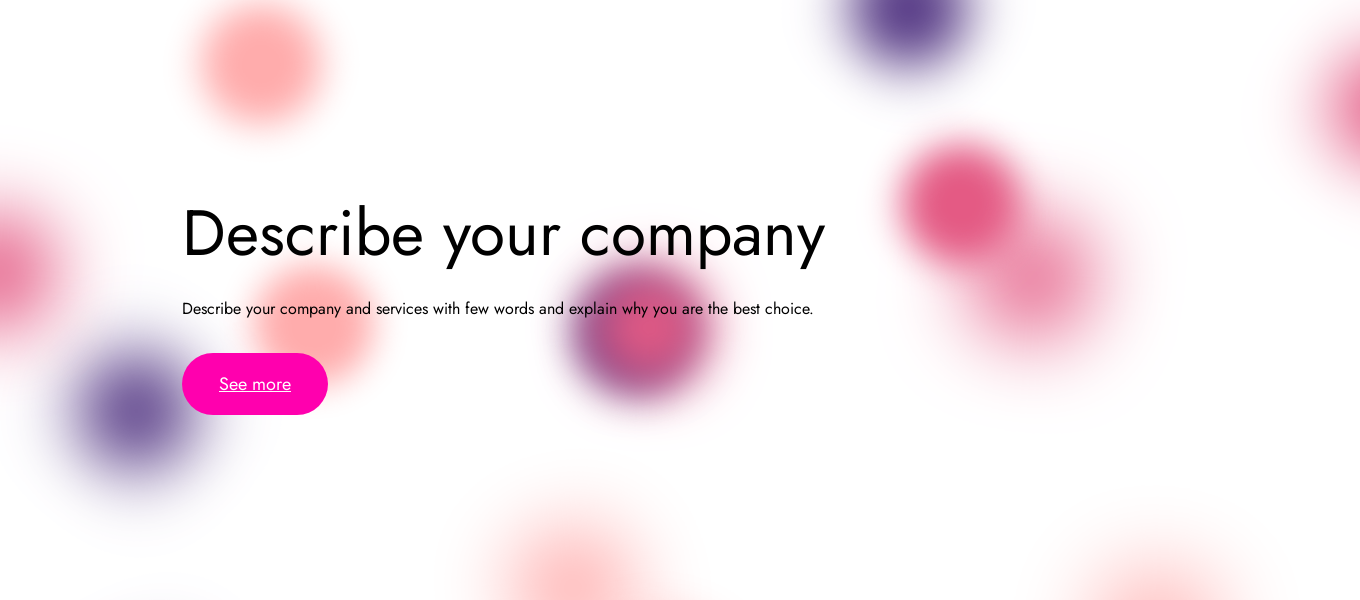 Describe your company
Describe your company and services with few words and explain why you are the best choice.
See more